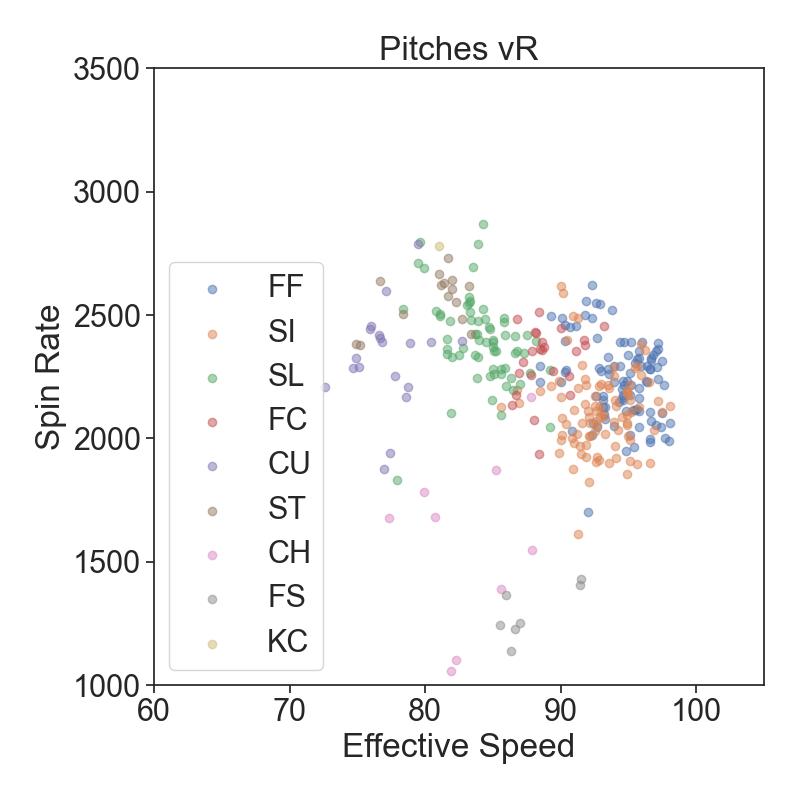 Pitches vR
3500
3000
2500
2000
1500
1000
Spin Rate
FF
SI
SL
FC
CU
ST
CH
FS
KC
60 70 80 90 100
Effective Speed